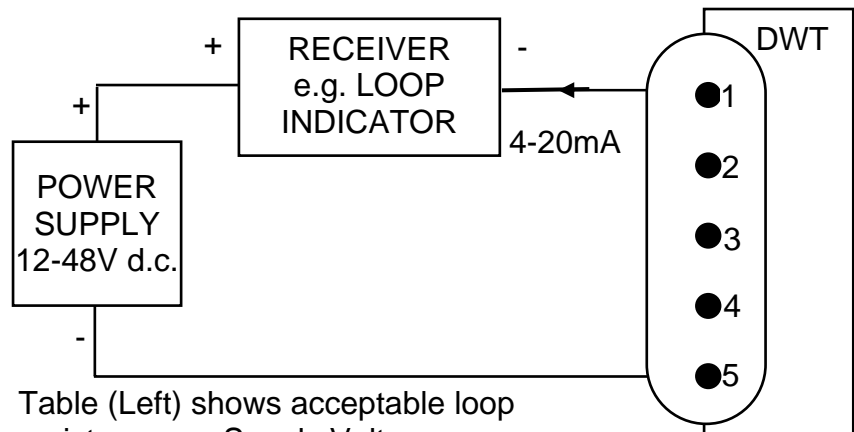 DWT
+
RECEIVER
e.g. LOOP
INDICATOR
-
+
4-20mA
POWER
SUPPLY
12-48V d.c.
-
1
2
3
4
5
Table (Left) shows acceptable loop